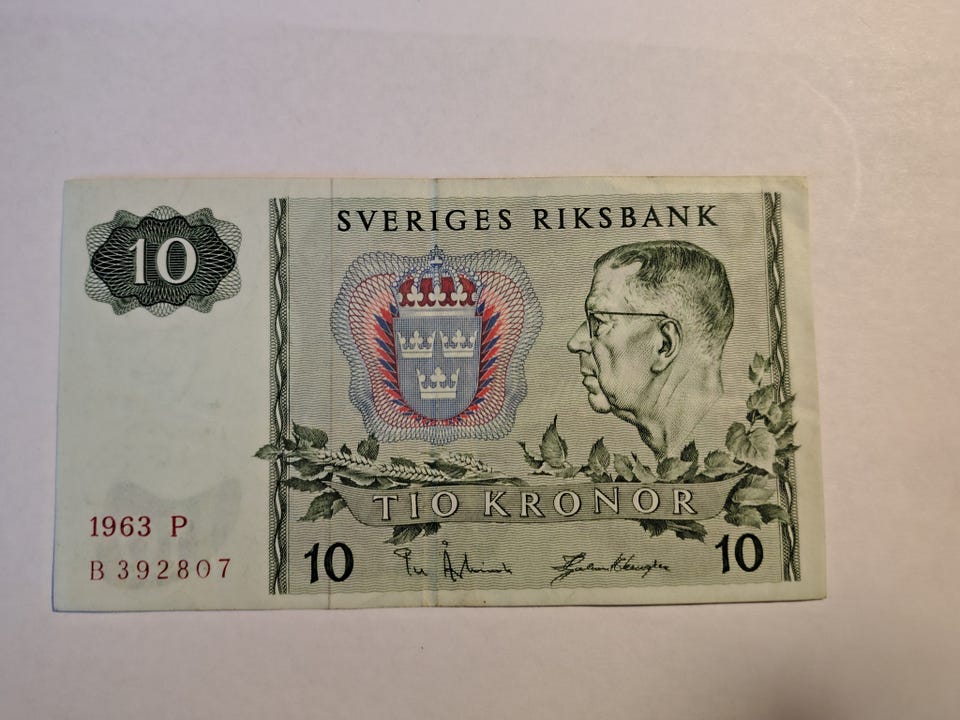 10
SVERIGES RIKSBANK
TIO KRONOR
1963 P
B 392807
10
10